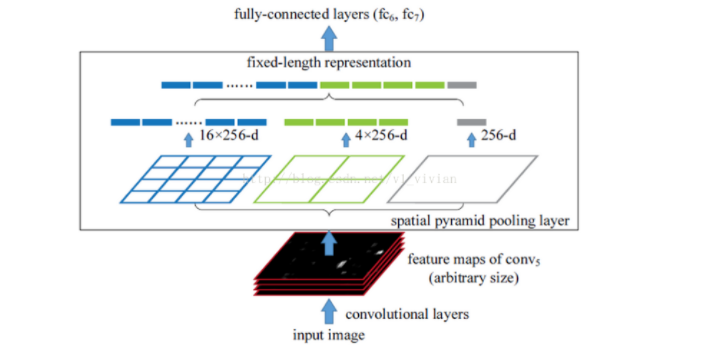 fully-connected layers (fc₆, fc₇)
fixed-length representation
16×256-d
4×256-d
256-d
spatial pyramid pooling layer
feature maps of conv₅
(arbitrary size)
convolutional layers
input image